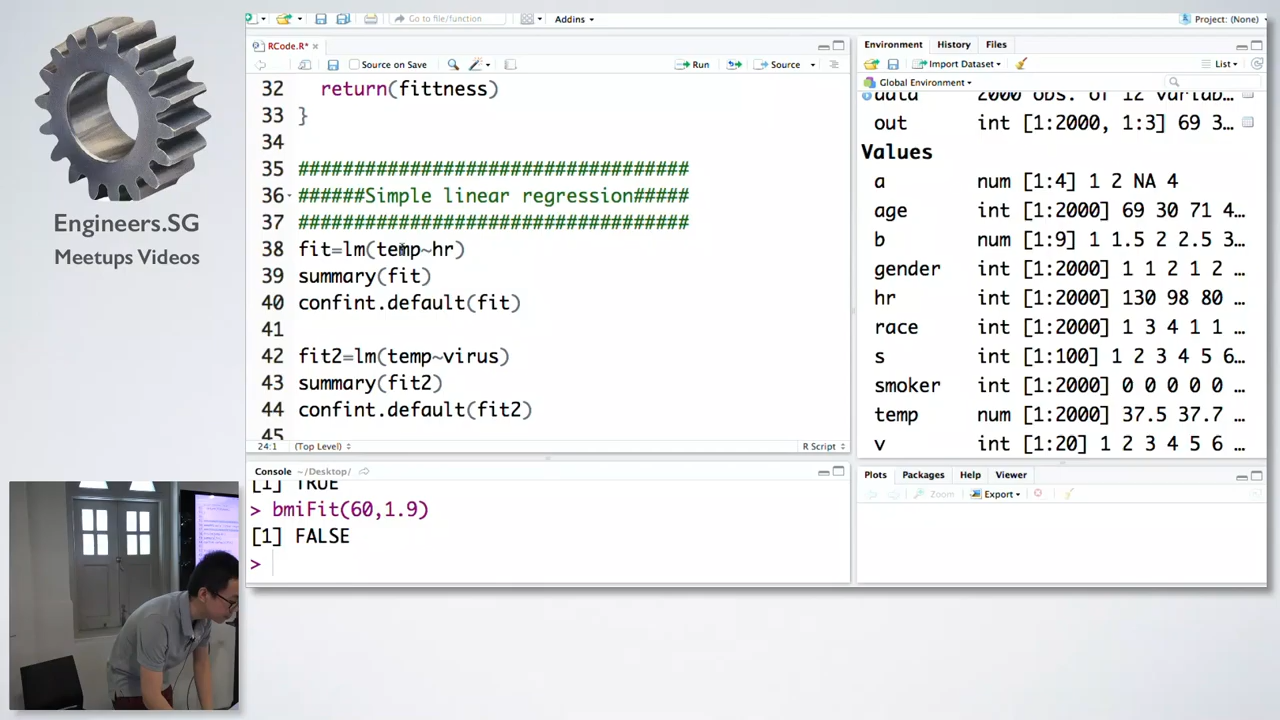 Engineers.SG
Meetups Videos
Go to file/function
Addins
Project: (None)
RCode.R*
Source on Save
Run
Source
32 return(fittness)
33 }
34
35 ###################################
36 ######Simple linear regression#####
37 ###################################
38 fit=lm(temp~hr)
39 summary(fit)
40 confint.default(fit)
41
42 fit2=lm(temp~virus)
43 summary(fit2)
44 confint.default(fit2)
45
24:1 (Top Level) R Script
Console ~/Desktop/
[1] TRUE
> bmiFit(60,1.9)
[1] FALSE
>
Environment History Files
Import Dataset List
Global Environment
data 2000 obs. of 12 variab…
out int [1:2000, 1:3] 69 3…
Values
a num [1:4] 1 2 NA 4
age int [1:2000] 69 30 71 4…
b num [1:9] 1 1.5 2 2.5 3…
gender int [1:2000] 1 1 2 1 2 …
hr int [1:2000] 130 98 80 …
race int [1:2000] 1 3 4 1 1 …
s int [1:100] 1 2 3 4 5 6…
smoker int [1:2000] 0 0 0 0 0 …
temp num [1:2000] 37.5 37.7 …
v int [1:20] 1 2 3 4 5 6 …
Plots Packages Help Viewer
Zoom Export